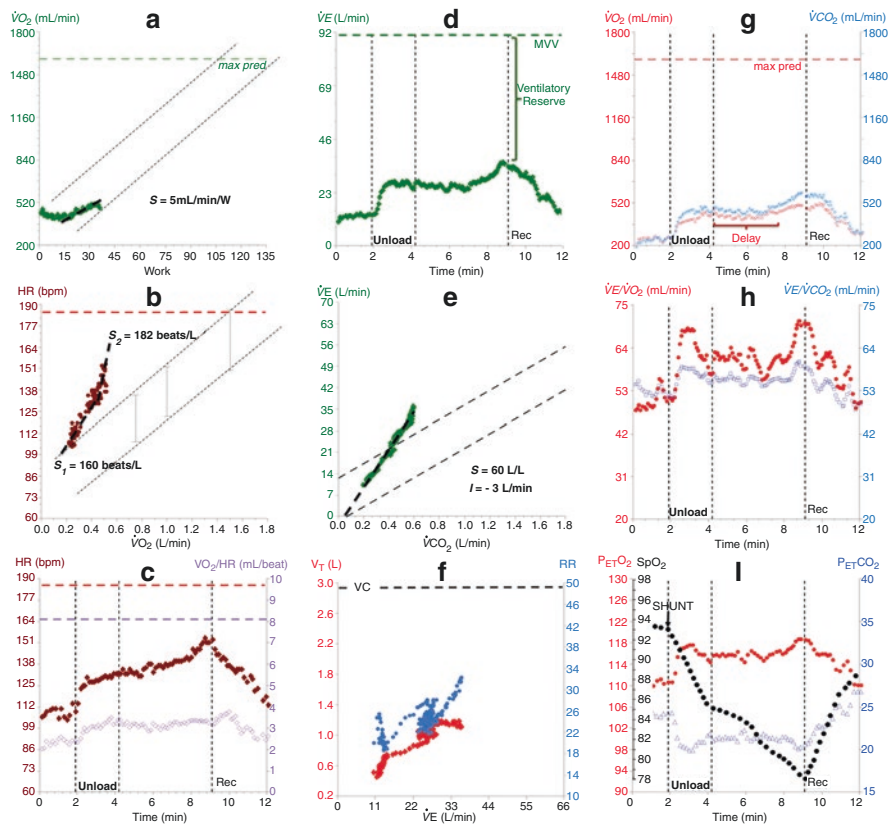 a
V̇O₂ (mL/min)
1800
max pred
1480
1160
840
520
200
S = 5mL/min/W
0 15 30 45 60 75 90 105 120 135
Work
d
V̇E (L/min)
92
MVV
69
Ventilatory
Reserve
46
23
0
Unload
Rec
0 2 4 6 8 10 12
Time (min)
g
V̇O₂ (mL/min)
V̇CO₂ (mL/min)
1800 1800
max pred
1480 1480
1160 1160
840 840
520 520
200 200
Unload
Delay
Rec
0 2 4 6 8 10 12
Time (min)
b
HR (bpm)
190
177
164
151
138
125
112
99
86
73
60
S₂ = 182 beats/L
S₁ = 160 beats/L
0.0 0.2 0.4 0.6 0.8 1.0 1.2 1.4 1.6 1.8
V̇O₂ (L/min)
e
V̇E (L/min)
70
63
56
49
42
35
28
21
14
7
0
S = 60 L/L
I = - 3 L/min
0.0 0.2 0.4 0.6 0.8 1.0 1.2 1.4 1.6 1.8
V̇CO₂ (L/min)
h
V̇E/V̇O₂ (mL/min)
V̇E/V̇CO₂ (mL/min)
75 75
64 64
53 53
42 42
31 31
20 20
Unload
Rec
0 2 4 6 8 10 12
Time (min)
c
HR (bpm)
VO₂/HR (mL/beat)
190 10
177 9
164 8
151 7
138 6
125 5
112 4
99 3
86 2
73 1
60 0
Unload
Rec
0 2 4 6 8 10 12
Time (min)
f
V_T (L)
RR
VC
3.0 50
2.6 46
2.2 42
38
1.8 34
1.4 30
26
1.0 22
0.6 18
0.2 14
0 11 22 33 44 55 66
V̇E (L/min)
I
P_ETO₂
SpO₂
P_ETCO₂
SHUNT
130 98 40
126 96
122 94 35
118 92
114 90 30
110 88
106 86 25
102 84
98 82 20
94 80
90 78 15
Unload
Rec
0 2 4 6 8 10 12
Time (min)